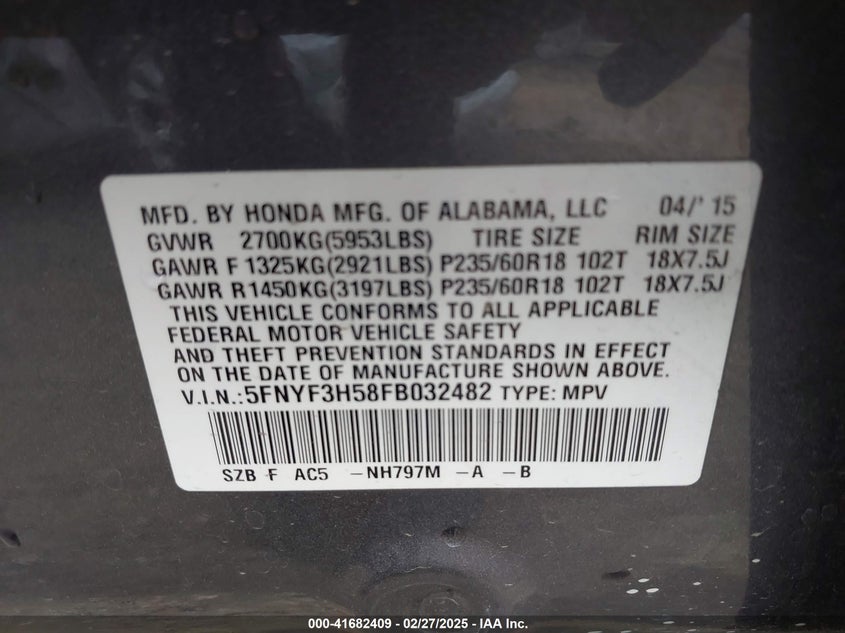 MFD. BY HONDA MFG. OF ALABAMA, LLC 04/' 15
GVWR 2700KG(5953LBS) TIRE SIZE RIM SIZE
GAWR F 1325KG(2921LBS) P235/60R18 102T 18X7.5J
GAWR R1450KG(3197LBS) P235/60R18 102T 18X7.5J
THIS VEHICLE CONFORMS TO ALL APPLICABLE
FEDERAL MOTOR VEHICLE SAFETY
AND THEFT PREVENTION STANDARDS IN EFFECT
ON THE DATE OF MANUFACTURE SHOWN ABOVE.
V.I.N.:5FNYF3H58FB032482 TYPE: MPV
SZB F AC5 -NH797M -A -B
000-41682409 - 02/27/2025 - IAA Inc.